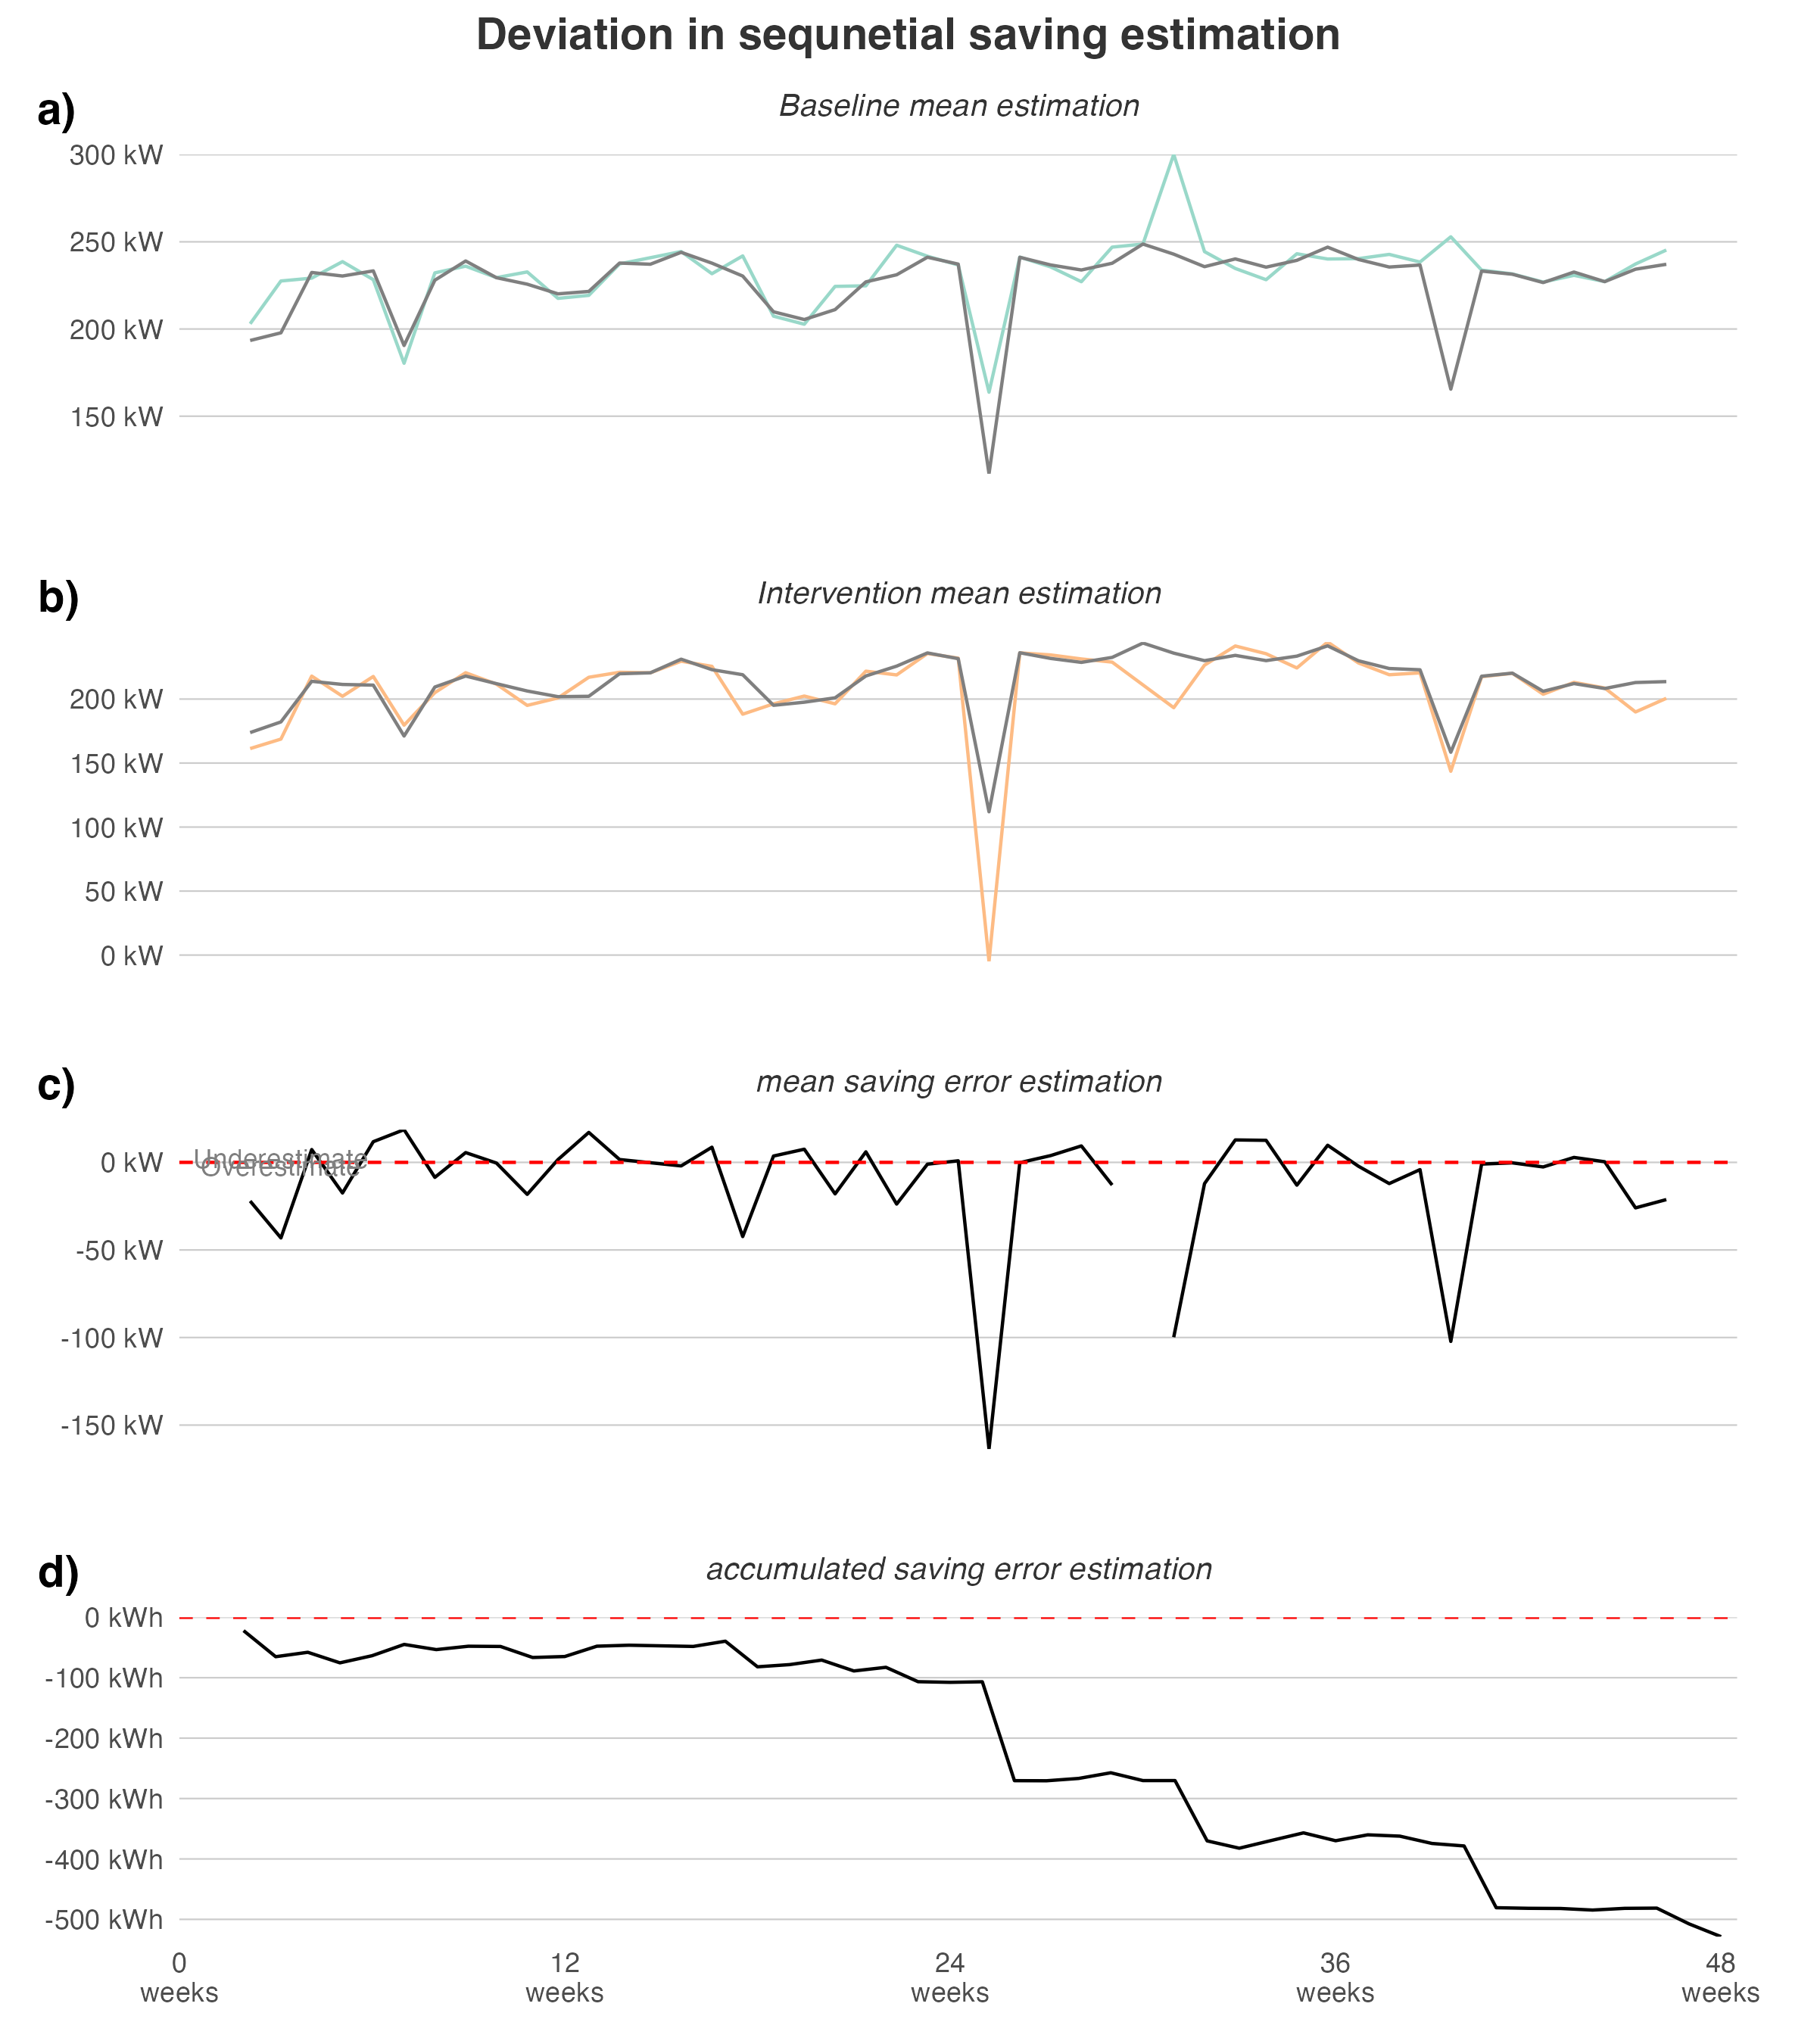 Deviation in sequnetial saving estimation
a)
Baseline mean estimation
300 kW
250 kW
200 kW
150 kW
b)
Intervention mean estimation
200 kW
150 kW
100 kW
50 kW
0 kW
c)
mean saving error estimation
Underestimate
Overestimate
0 kW
-50 kW
-100 kW
-150 kW
d)
accumulated saving error estimation
0 kWh
-100 kWh
-200 kWh
-300 kWh
-400 kWh
-500 kWh
0 12 24 36 48
weeks weeks weeks weeks weeks